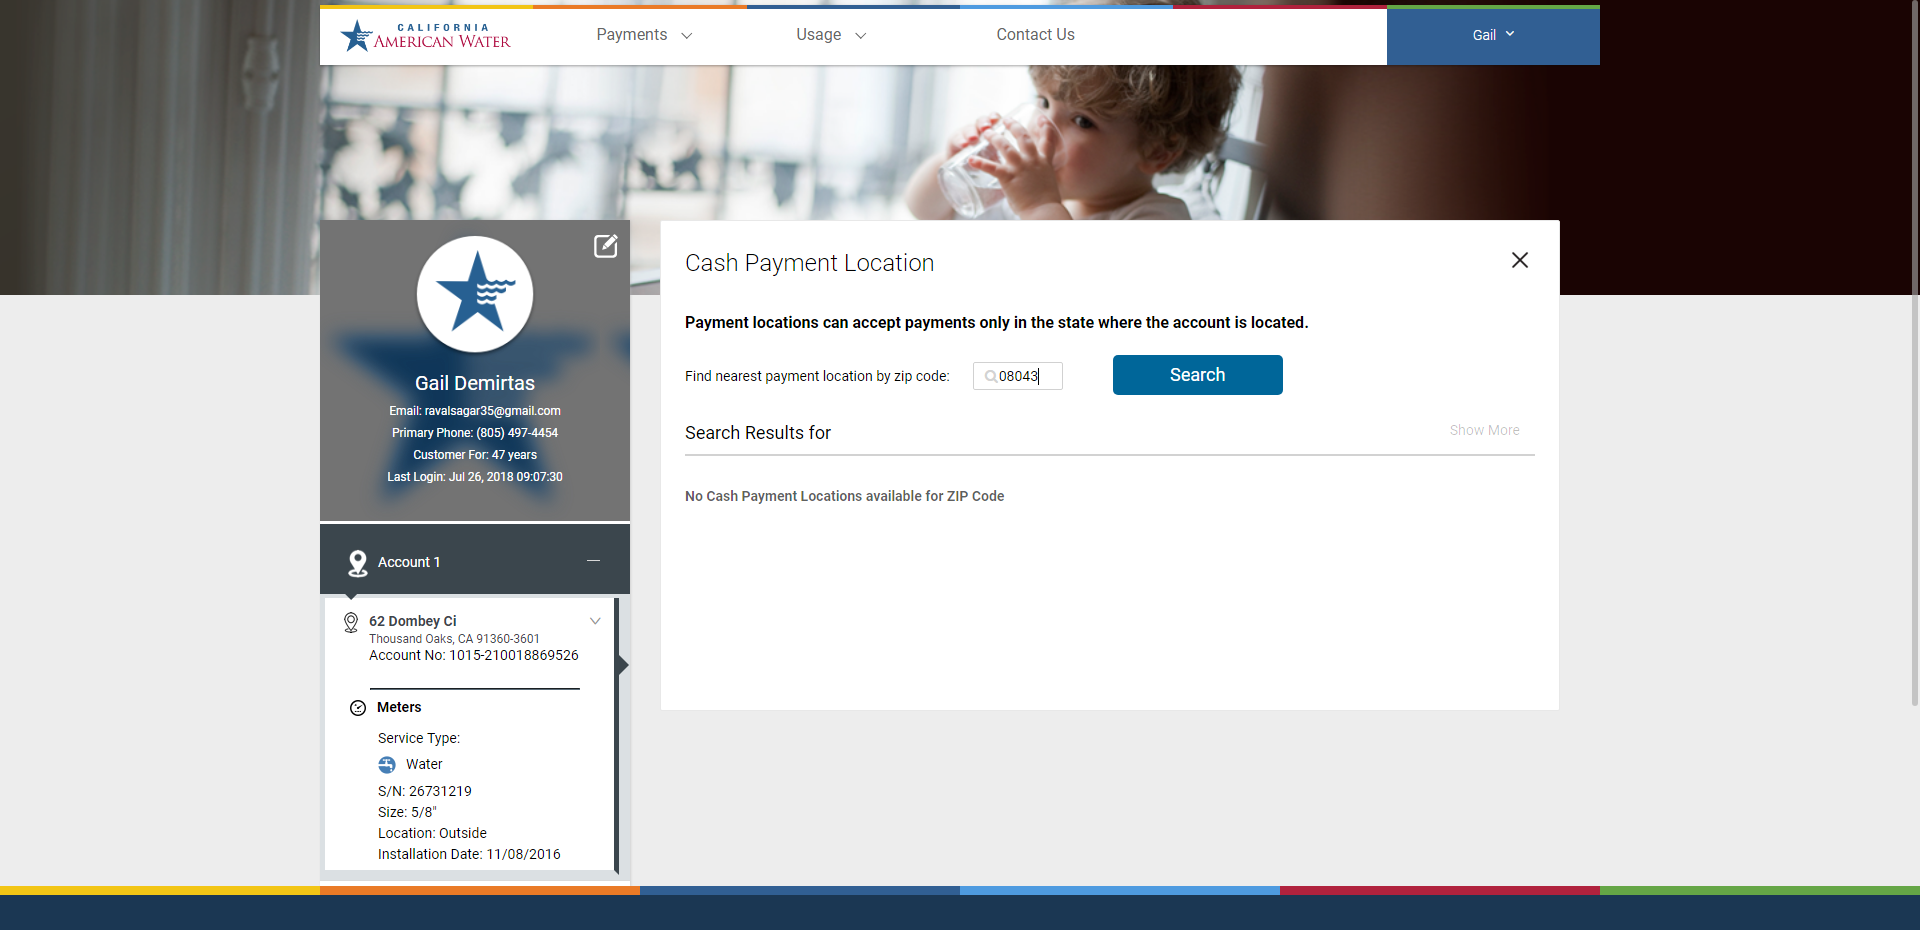 CALIFORNIA
AMERICAN WATER
Payments
Usage
Contact Us
Gail
Gail Demirtas
Email: ravalsagar35@gmail.com
Primary Phone: (805) 497-4454
Customer For: 47 years
Last Login: Jul 26, 2018 09:07:30
Account 1
62 Dombey Ci
Thousand Oaks, CA 91360-3601
Account No: 1015-210018869526
Meters
Service Type:
Water
S/N: 26731219
Size: 5/8"
Location: Outside
Installation Date: 11/08/2016
Cash Payment Location
Payment locations can accept payments only in the state where the account is located.
Find nearest payment location by zip code: 08043 Search
Search Results for
Show More
No Cash Payment Locations available for ZIP Code